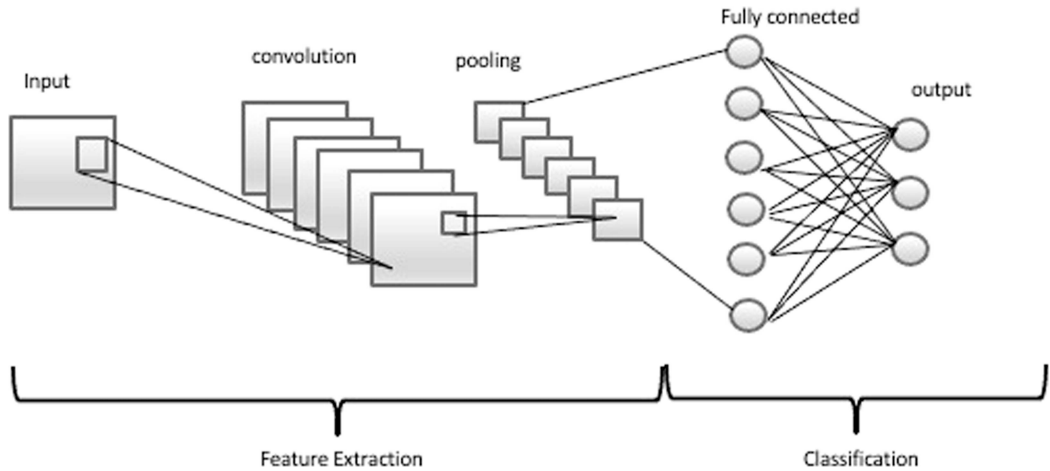 Input
convolution
pooling
Fully connected
output
Feature Extraction
Classification